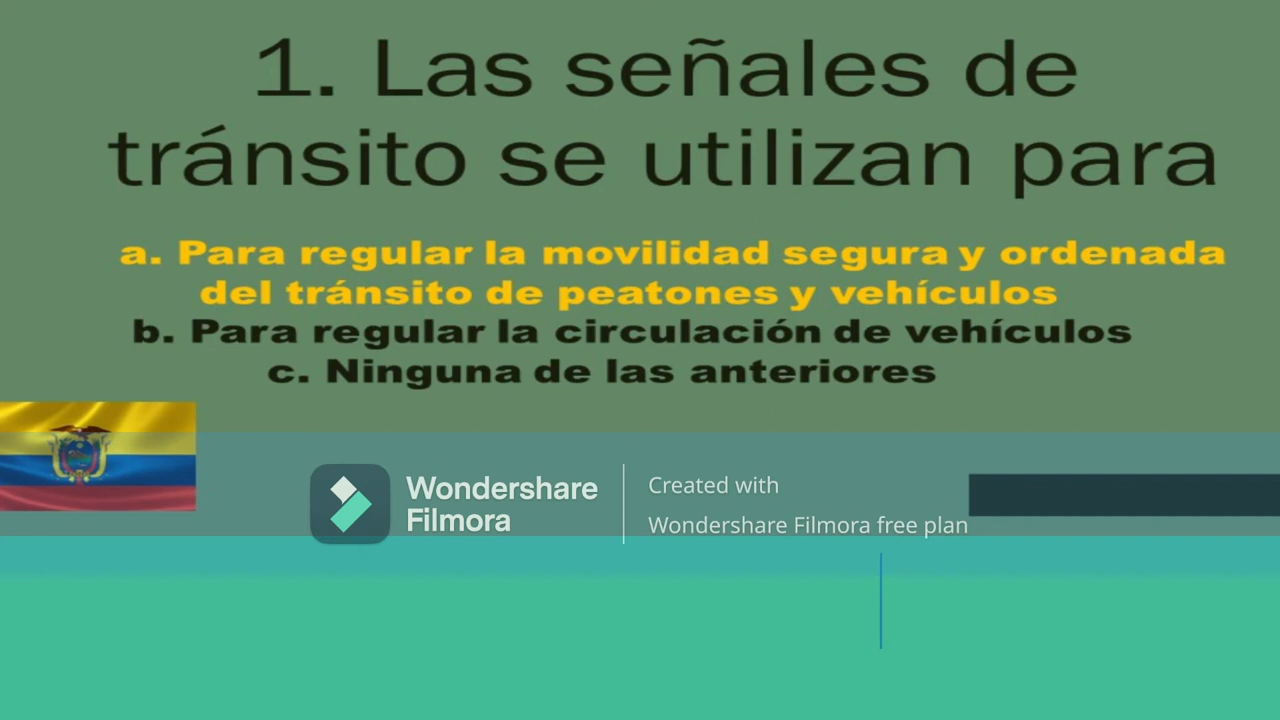 1. Las señales de
tránsito se utilizan para
a. Para regular la movilidad segura y ordenada
del tránsito de peatones y vehículos
b. Para regular la circulación de vehículos
c. Ninguna de las anteriores
Wondershare
Filmora
Created with
Wondershare Filmora free plan